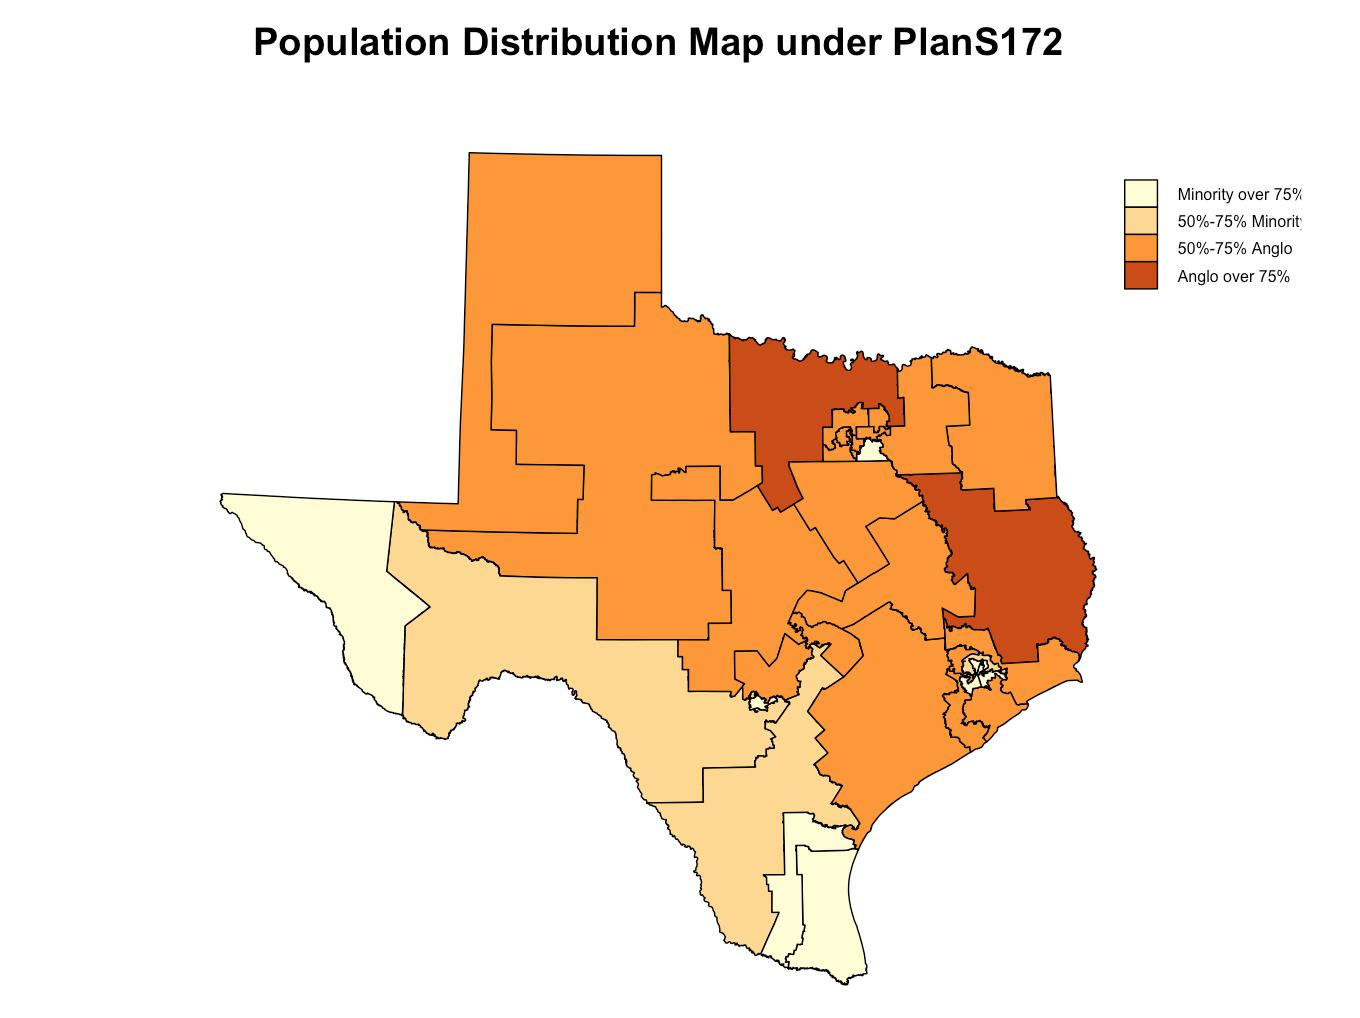 Population Distribution Map under PlanS172
Minority over 75%
50%-75% Minority
50%-75% Anglo
Anglo over 75%